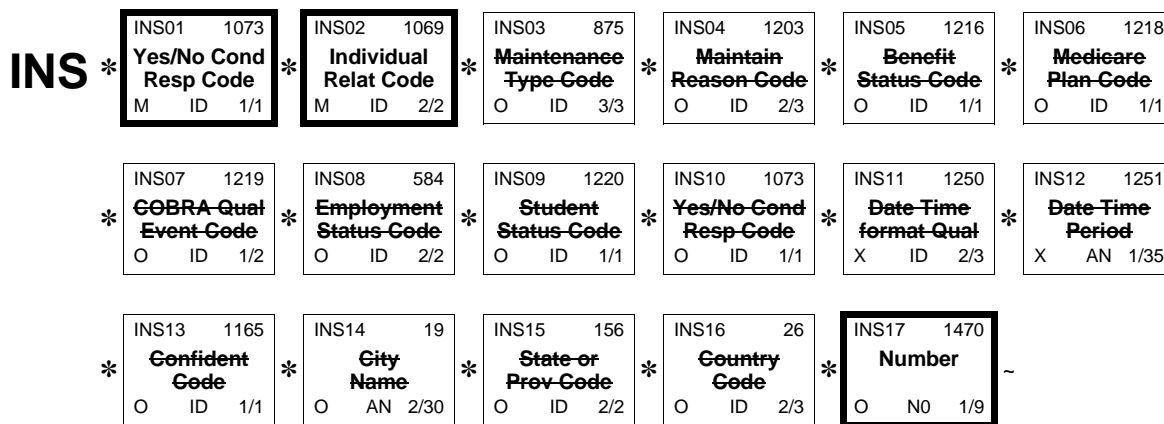 INS * INS01 1073 * INS02 1069 * INS03 875 * INS04 1203 * INS05 1216 * INS06 1218
Yes/No Cond Individual Maintenance Maintain Benefit Medicare
Resp Code Relat Code Type Code Reason Code Status Code Plan Code
M ID 1/1 M ID 2/2 O ID 3/3 O ID 2/3 O ID 1/1 O ID 1/1
* INS07 1219 * INS08 584 * INS09 1220 * INS10 1073 * INS11 1250 * INS12 1251
COBRA Qual Employment Student Yes/No Cond Date Time Date Time
Event Code Status Code Status Code Resp Code format Qual Period
O ID 1/2 O ID 2/2 O ID 1/1 O ID 1/1 X ID 2/3 X AN 1/35
* INS13 1165 * INS14 19 * INS15 156 * INS16 26 * INS17 1470 ~
Confident City State or Country Number
Code Name Prov Code Code
O ID 1/1 O AN 2/30 O ID 2/2 O ID 2/3 O N0 1/9